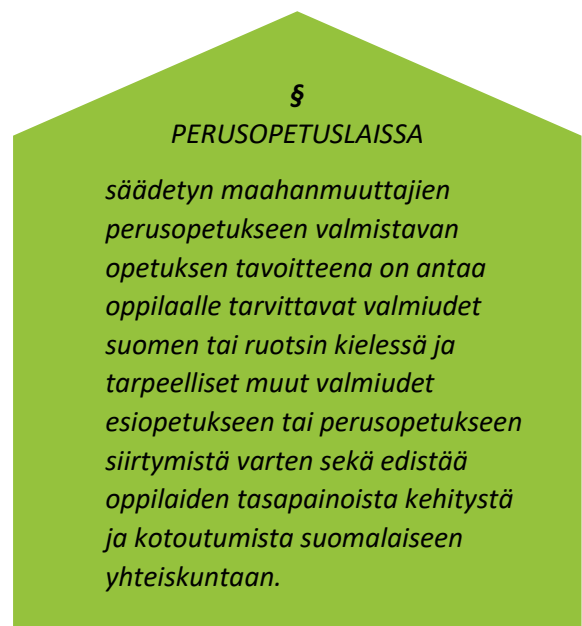 §
PERUSOPETUSLAISSA
säädetyn maahanmuuttajien
perusopetukseen valmistavan
opetuksen tavoitteena on antaa
oppilaalle tarvittavat valmiudet
suomen tai ruotsin kielessä ja
tarpeelliset muut valmiudet
esiopetukseen tai perusopetukseen
siirtymistä varten sekä edistää
oppilaiden tasapainoista kehitystä
ja kotoutumista suomalaiseen
yhteiskuntaan.